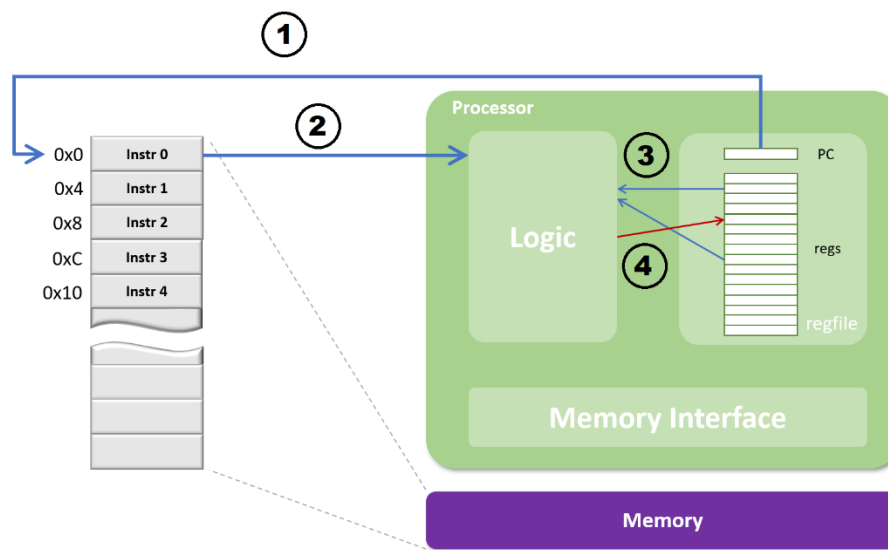 1
2
Processor
0x0 Instr 0
3
PC
0x4 Instr 1
0x8 Instr 2
Logic
regs
0xC Instr 3
4
0x10 Instr 4
regfile
Memory Interface
Memory